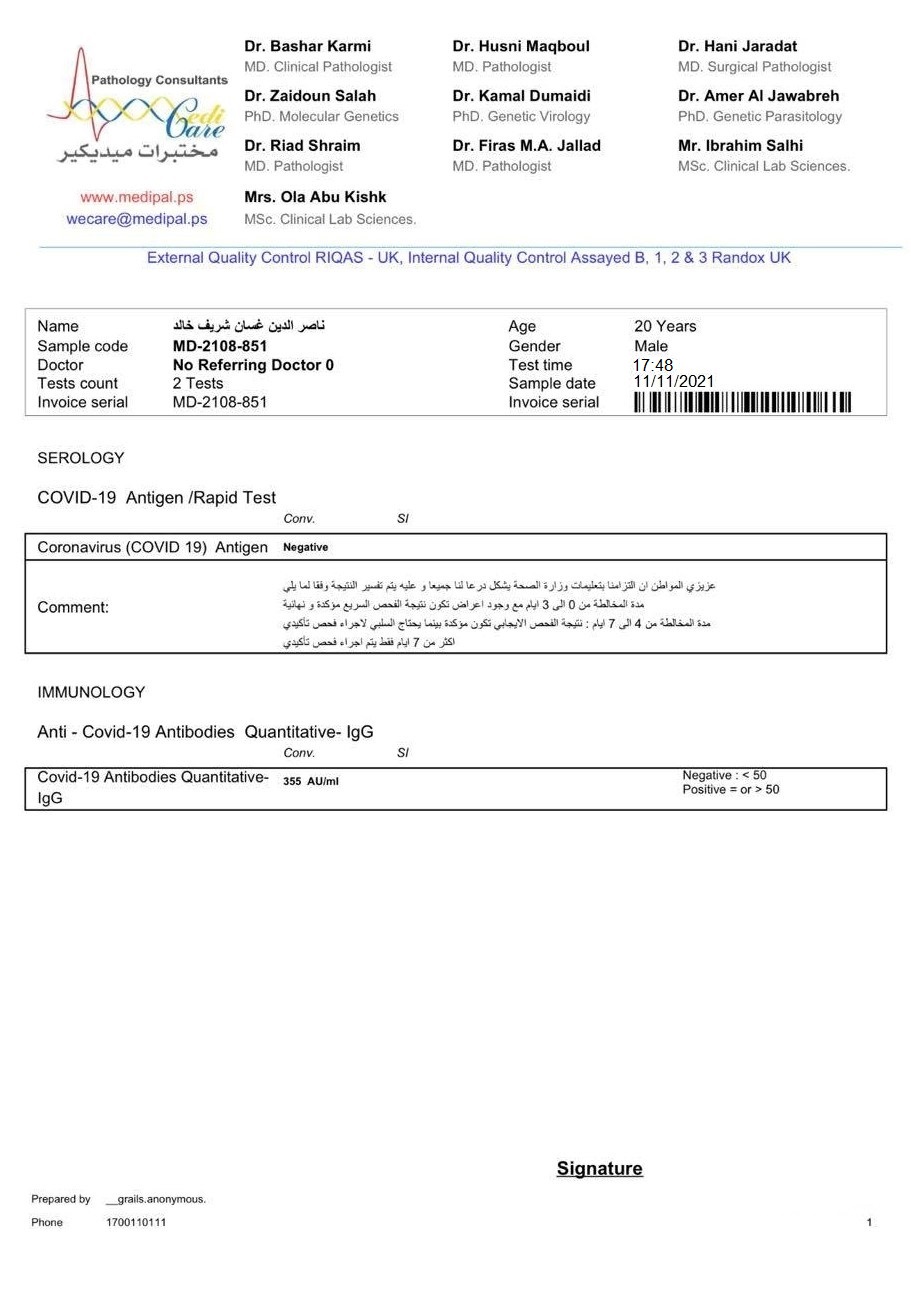 Pathology Consultants
Medi Care
مختبرات ميديكير
www.medipal.ps
wecare@medipal.ps
Dr. Bashar Karmi
MD. Clinical Pathologist
Dr. Husni Maqboul
MD. Pathologist
Dr. Hani Jaradat
MD. Surgical Pathologist
Dr. Zaidoun Salah
PhD. Molecular Genetics
Dr. Kamal Dumaidi
PhD. Genetic Virology
Dr. Amer Al Jawabreh
PhD. Genetic Parasitology
Dr. Riad Shraim
MD. Pathologist
Dr. Firas M.A. Jallad
MD. Pathologist
Mr. Ibrahim Salhi
MSc. Clinical Lab Sciences.
Mrs. Ola Abu Kishk
MSc. Clinical Lab Sciences.
External Quality Control RIQAS - UK, Internal Quality Control Assayed B, 1, 2 & 3 Randox UK
Name ناصر الدين غسان شريف خالد Age 20 Years
Sample code MD-2108-851 Gender Male
Doctor No Referring Doctor 0 Test time 17:48
Tests count 2 Tests Sample date 11/11/2021
Invoice serial MD-2108-851 Invoice serial
SEROLOGY
COVID-19 Antigen /Rapid Test
Conv. SI
Coronavirus (COVID 19) Antigen Negative
Comment:
عزيزي المواطن ان التزامنا بتعليمات وزارة الصحة يشكل درعا لنا جميعا و عليه يتم تفسير النتيجة وفقا لما يلي
مدة المخالطة من 0 الى 3 ايام مع وجود اعراض تكون نتيجة الفحص السريع مؤكدة و نهائية
مدة المخالطة من 4 الى 7 ايام : نتيجة الفحص الايجابي تكون مؤكدة بينما يحتاج السلبي لاجراء فحص تأكيدي
اكثر من 7 ايام فقط يتم اجراء فحص تأكيدي
IMMUNOLOGY
Anti - Covid-19 Antibodies Quantitative- IgG
Conv. SI
Covid-19 Antibodies Quantitative- 355 AU/ml Negative : < 50
IgG Positive = or > 50
Signature
Prepared by __grails.anonymous.
Phone 1700110111
1